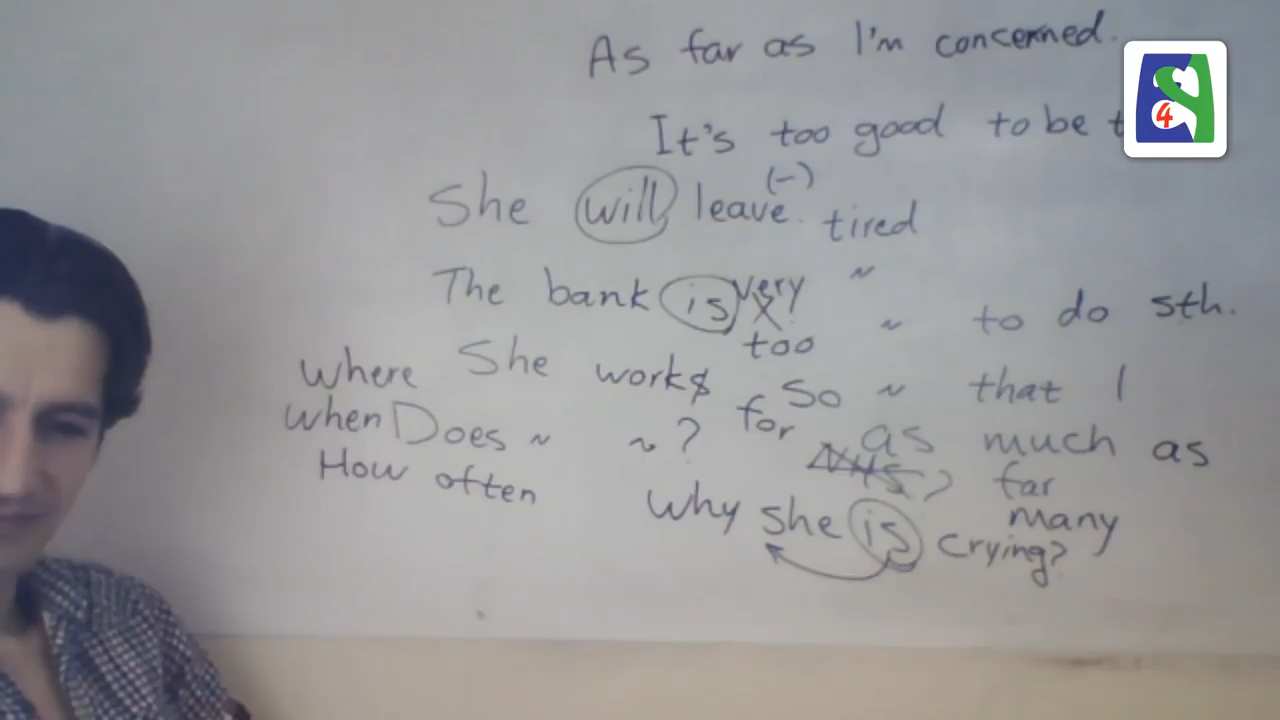 As far as I'm concerned.
4
It's too good to be t
(-)
She will leave. tired
The bank is very ~
too ~ to do sth.
Where She works so ~ that I
When Does ~ ~? for as much as
How often ? far
Why she is crying? many